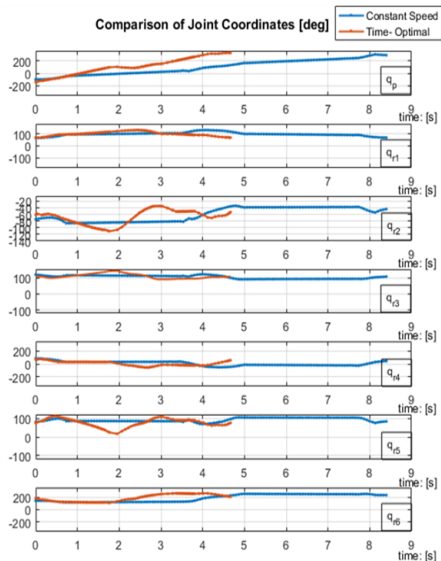 Comparison of Joint Coordinates [deg]
Constant Speed
Time- Optimal
200
0
-200
q_p
0 1 2 3 4 5 6 7 8 9
time: [s]
100
0
-100
q_r1
0 1 2 3 4 5 6 7 8 9
time: [s]
-20
-40
-60
-80
-100
-120
-140
q_r2
0 1 2 3 4 5 6 7 8 9
time: [s]
100
0
-100
q_r3
0 1 2 3 4 5 6 7 8 9
time: [s]
200
0
-200
q_r4
0 1 2 3 4 5 6 7 8 9
time: [s]
100
0
-100
q_r5
0 1 2 3 4 5 6 7 8 9
time: [s]
200
0
-200
q_r6
0 1 2 3 4 5 6 7 8 9
time: [s]